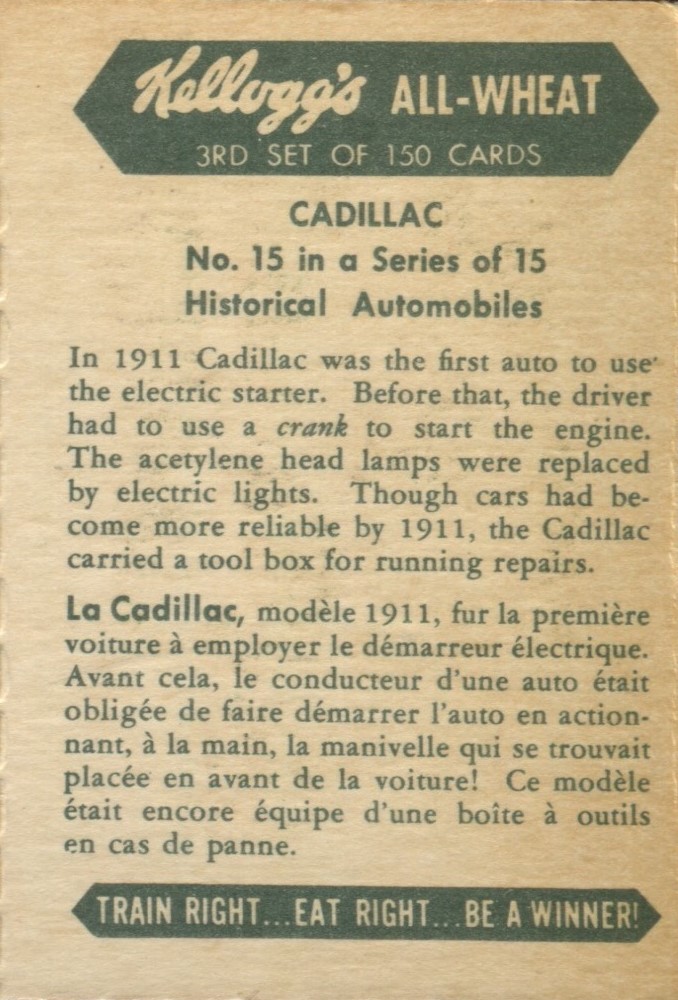 Kellogg's ALL-WHEAT
3RD SET OF 150 CARDS
CADILLAC
No. 15 in a Series of 15
Historical Automobiles
In 1911 Cadillac was the first auto to use
the electric starter. Before that, the driver
had to use a crank to start the engine.
The acetylene head lamps were replaced
by electric lights. Though cars had be-
come more reliable by 1911, the Cadillac
carried a tool box for running repairs.
La Cadillac, modèle 1911, fur la première
voiture à employer le démarreur électrique.
Avant cela, le conducteur d'une auto était
obligée de faire démarrer l'auto en action-
nant, à la main, la manivelle qui se trouvait
placée en avant de la voiture! Ce modèle
était encore équipe d'une boîte à outils
en cas de panne.
TRAIN RIGHT...EAT RIGHT...BE A WINNER!